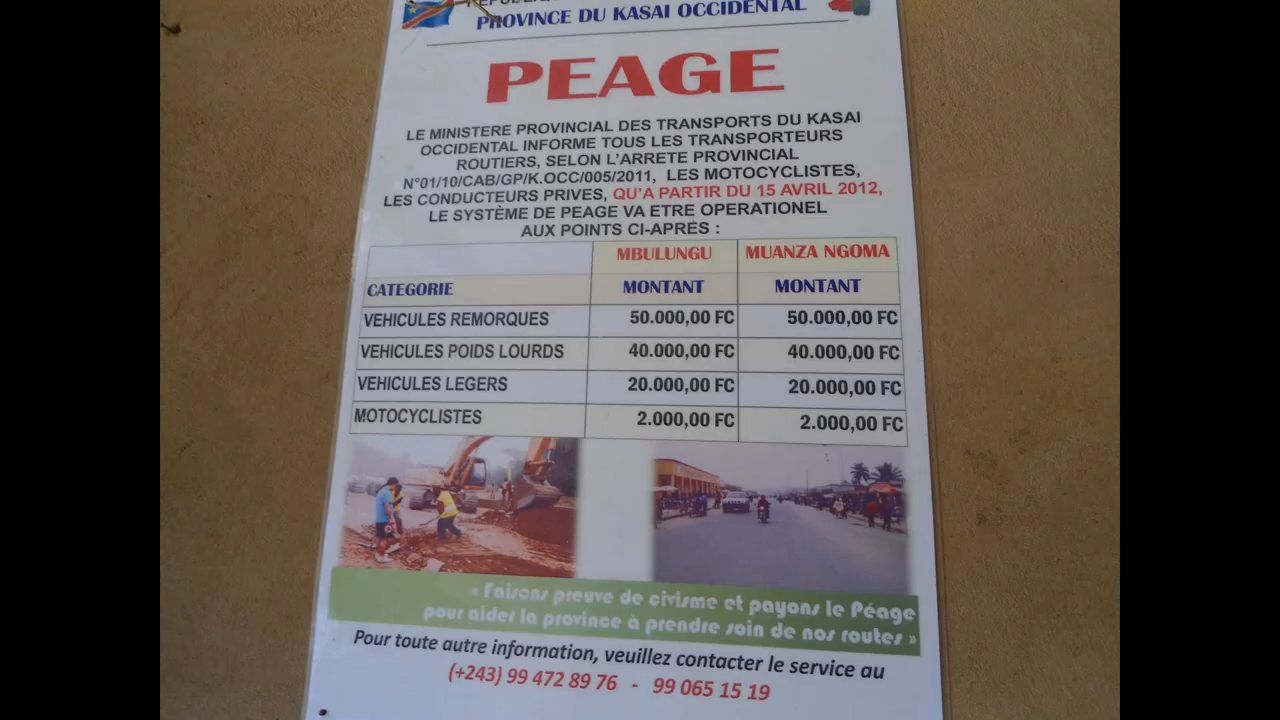 PROVINCE DU KASAI OCCIDENTAL
PEAGE
LE MINISTERE PROVINCIAL DES TRANSPORTS DU KASAI
OCCIDENTAL INFORME TOUS LES TRANSPORTEURS
ROUTIERS, SELON L'ARRETE PROVINCIAL
N°01/10/CAB/GP/K.OCC/005/2011, LES MOTOCYCLISTES,
LES CONDUCTEURS PRIVES, QU'A PARTIR DU 15 AVRIL 2012,
LE SYSTÈME DE PEAGE VA ETRE OPERATIONEL
AUX POINTS CI-APRES :
MBULUNGU MUANZA NGOMA
CATEGORIE MONTANT MONTANT
VEHICULES REMORQUES 50.000,00 FC 50.000,00 FC
VEHICULES POIDS LOURDS 40.000,00 FC 40.000,00 FC
VEHICULES LEGERS 20.000,00 FC 20.000,00 FC
MOTOCYCLISTES 2.000,00 FC 2.000,00 FC
« Faisons preuve de civisme et payons le Péage
pour aider la province à prendre soin de nos routes »
Pour toute autre information, veuillez contacter le service au
(+243) 99 472 89 76 - 99 065 15 19